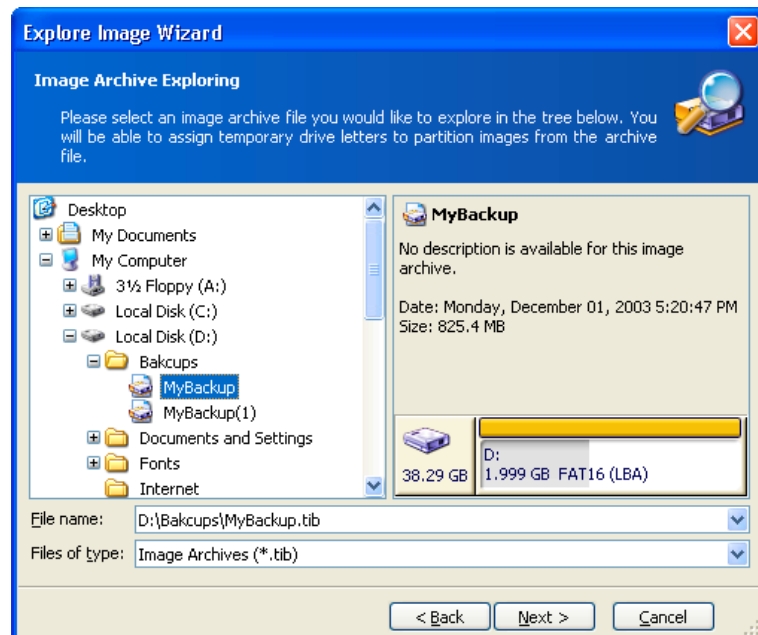 Explore Image Wizard
Image Archive Exploring
Please select an image archive file you would like to explore in the tree below. You
will be able to assign temporary drive letters to partition images from the archive
file.
Desktop
My Documents
My Computer
3½ Floppy (A:)
Local Disk (C:)
Local Disk (D:)
Bakcups
MyBackup
MyBackup(1)
Documents and Settings
Fonts
Internet
MyBackup
No description is available for this image
archive.
Date: Monday, December 01, 2003 5:20:47 PM
Size: 825.4 MB
38.29 GB
D:
1.999 GB FAT16 (LBA)
File name: D:\Bakcups\MyBackup.tib
Files of type: Image Archives (*.tib)
< Back Next > Cancel